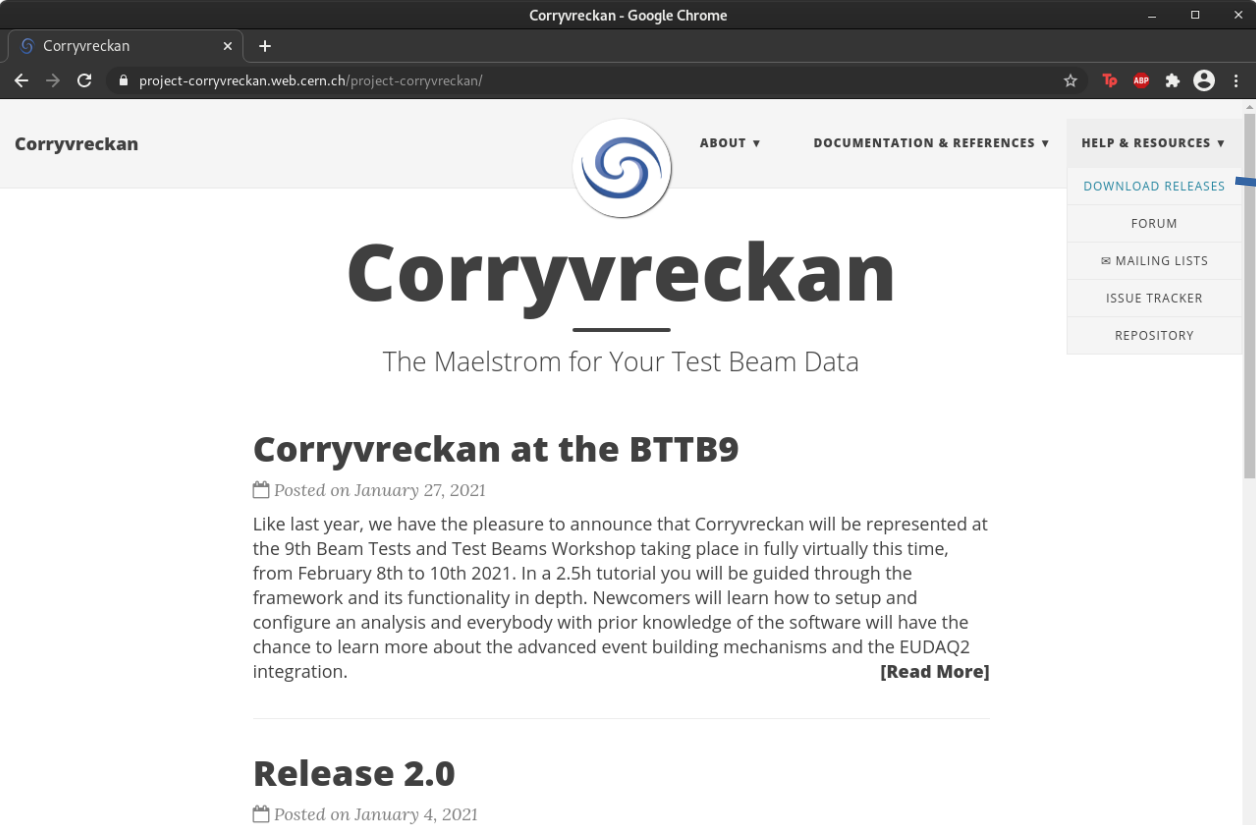 Corryvreckan - Google Chrome
Corryvreckan
project-corryvreckan.web.cern.ch/project-corryvreckan/
Tp
ABP
Corryvreckan
ABOUT ▼
DOCUMENTATION & REFERENCES ▼
HELP & RESOURCES ▼
DOWNLOAD RELEASES
FORUM
✉ MAILING LISTS
ISSUE TRACKER
REPOSITORY
Corryvreckan
The Maelstrom for Your Test Beam Data
Corryvreckan at the BTTB9
Posted on January 27, 2021
Like last year, we have the pleasure to announce that Corryvreckan will be represented at
the 9th Beam Tests and Test Beams Workshop taking place in fully virtually this time,
from February 8th to 10th 2021. In a 2.5h tutorial you will be guided through the
framework and its functionality in depth. Newcomers will learn how to setup and
configure an analysis and everybody with prior knowledge of the software will have the
chance to learn more about the advanced event building mechanisms and the EUDAQ2
integration. [Read More]
Release 2.0
Posted on January 4, 2021